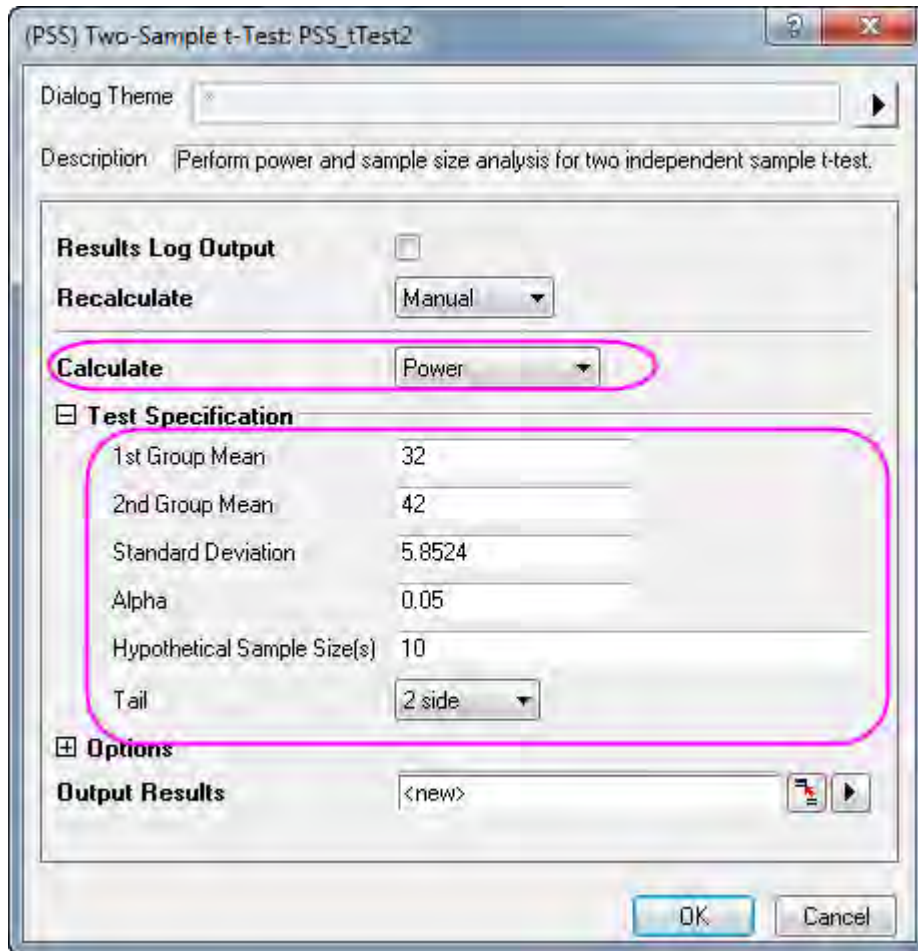 (PSS) Two-Sample t-Test: PSS_tTest2
Dialog Theme *
Description Perform power and sample size analysis for two independent sample t-test.
Results Log Output
Recalculate Manual
Calculate Power
Test Specification
1st Group Mean 32
2nd Group Mean 42
Standard Deviation 5.8524
Alpha 0.05
Hypothetical Sample Size(s) 10
Tail 2 side
Options
Output Results <new>
OK Cancel